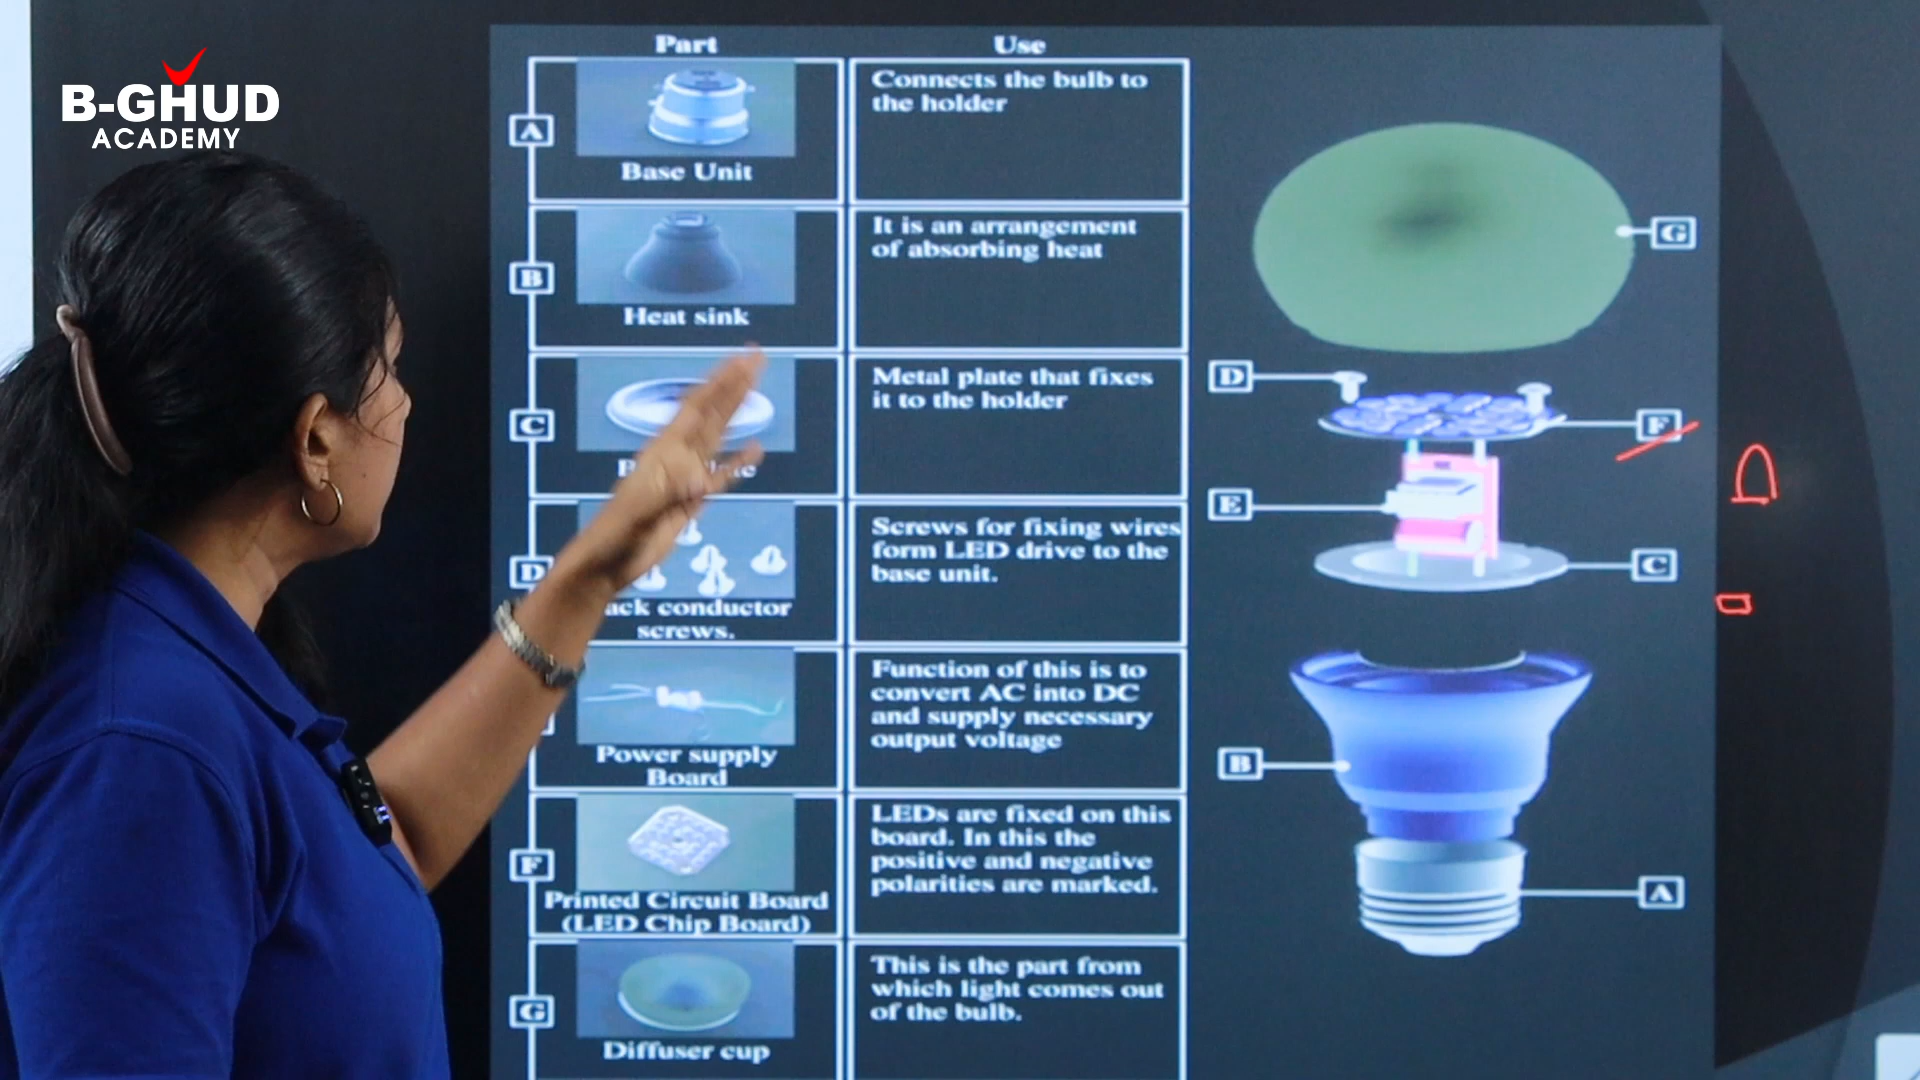 B-GHUD
ACADEMY
Part
Use
A
Base Unit
Connects the bulb to
the holder
B
Heat sink
It is an arrangement
of absorbing heat
C
Metal plate that fixes
it to the holder
D
conductor
screws.
Screws for fixing wires
form LED drive to the
base unit.
Power supply
Board
Function of this is to
convert AC into DC
and supply necessary
output voltage
F
Printed Circuit Board
(LED Chip Board)
LEDs are fixed on this
board. In this the
positive and negative
polarities are marked.
G
Diffuser cup
This is the part from
which light comes out
of the bulb.
G
D
F
E
C
B
A